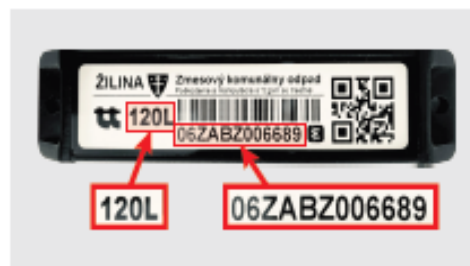 ŽILINA Zmesový komunálny odpad
tt 120L
06ZABZ006689
120L 06ZABZ006689